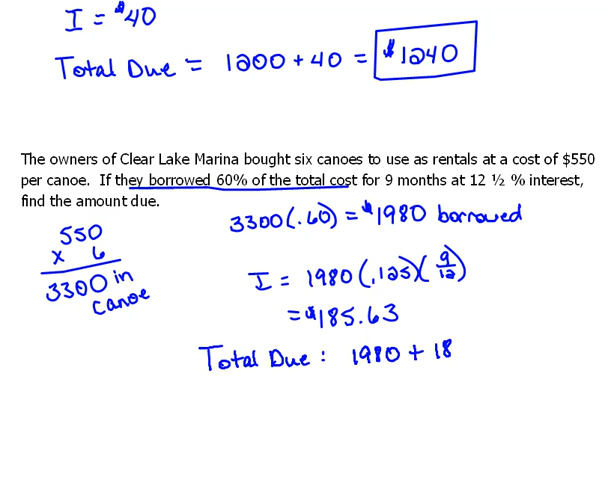 I = $40
Total Due = 1200 + 40 = $1240
The owners of Clear Lake Marina bought six canoes to use as rentals at a cost of $550
per canoe. If they borrowed 60% of the total cost for 9 months at 12 ½ % interest,
find the amount due.
3300(.60) = $1980 borrowed
550
x 6
3300 in
canoe
I = 1980(.125)(9/12)
= $185.63
Total Due : 1980 + 18